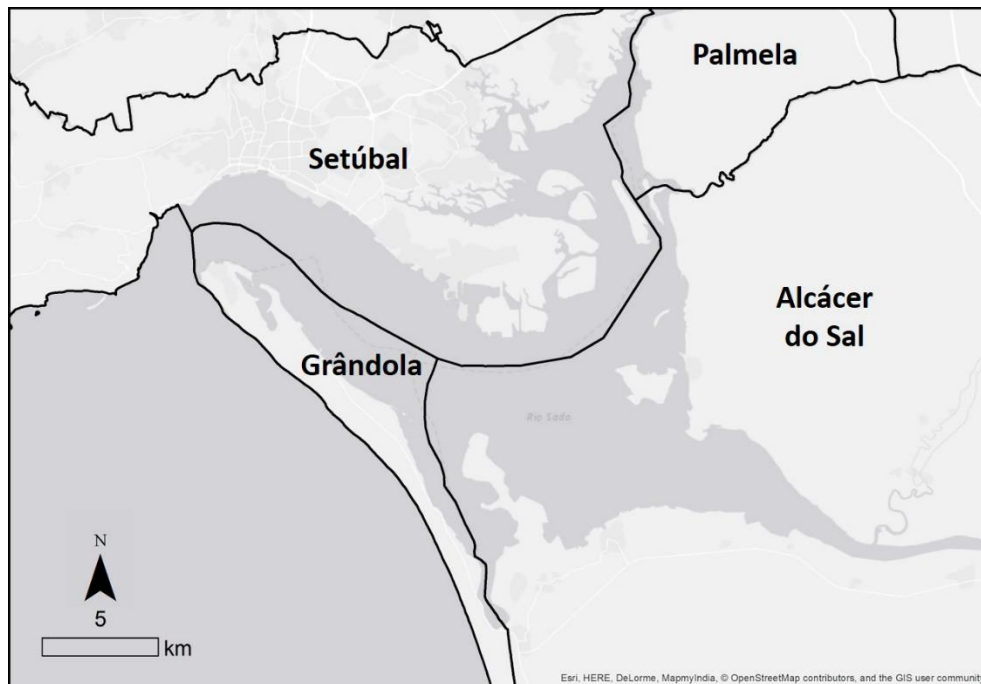 Palmela
Setúbal
Alcácer
do Sal
Grândola
Rio Sado
N
5
km
Esri, HERE, DeLorme, MapmyIndia, © OpenStreetMap contributors, and the GIS user community